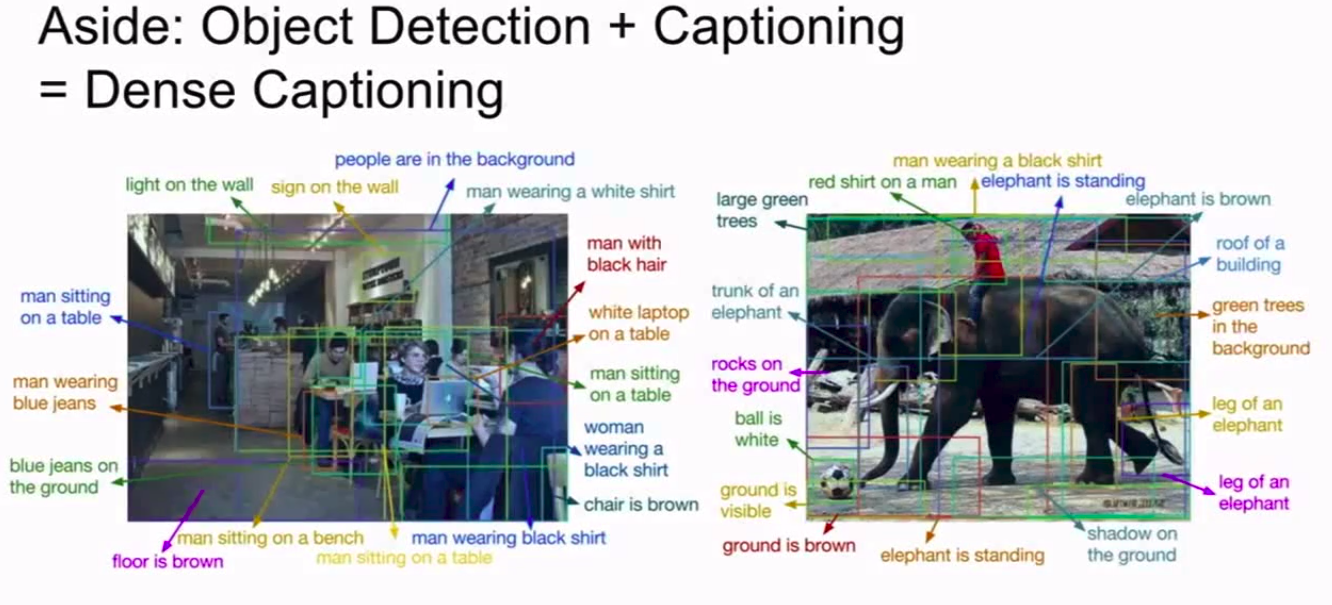 Aside: Object Detection + Captioning
= Dense Captioning
people are in the background
light on the wall
sign on the wall
man wearing a white shirt
man with
black hair
man sitting
on a table
white laptop
on a table
man wearing
blue jeans
man sitting
on a table
woman
wearing a
black shirt
blue jeans on
the ground
chair is brown
man sitting on a bench
man wearing black shirt
man sitting on a table
floor is brown
man wearing a black shirt
red shirt on a man
elephant is standing
large green
trees
elephant is brown
roof of a
building
trunk of an
elephant
green trees
in the
background
rocks on
the ground
ball is
white
leg of an
elephant
ground is
visible
leg of an
elephant
ground is brown
elephant is standing
shadow on
the ground